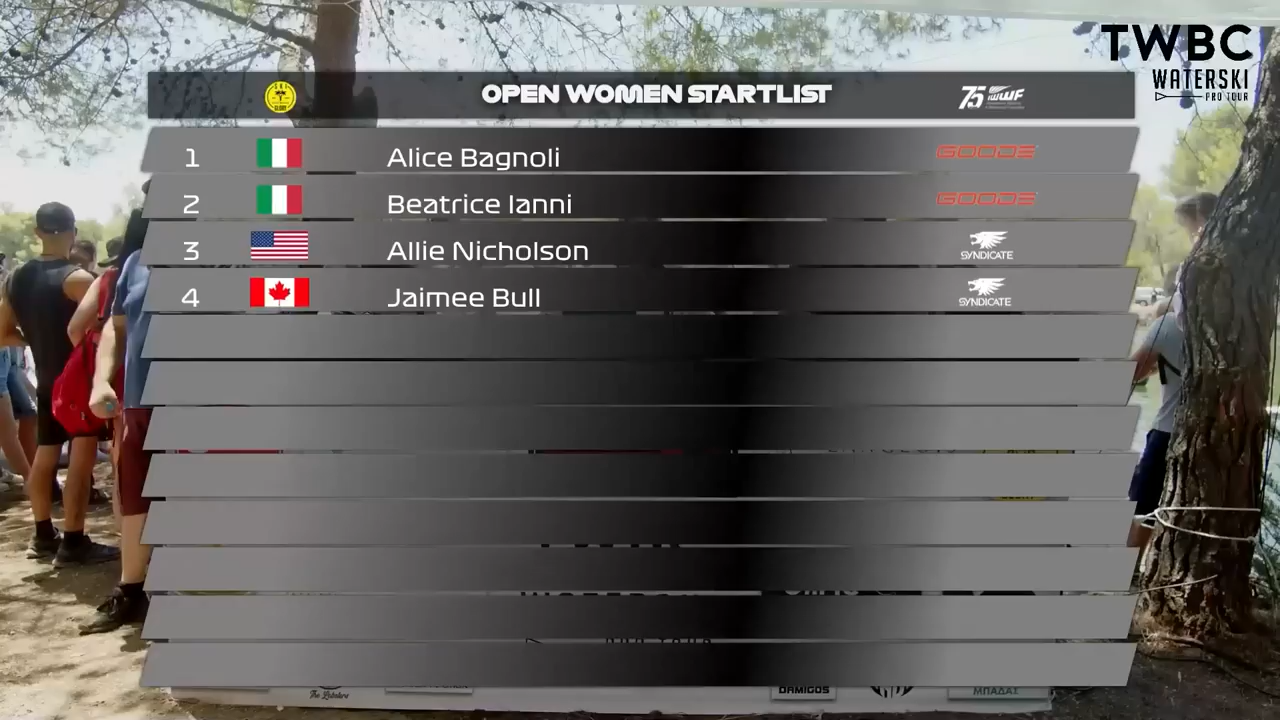 TWBC
WATERSKI
PRO TOUR
OPEN WOMEN STARTLIST
75 IWWF
1 Alice Bagnoli GOODE
2 Beatrice Ianni GOODE
3 Allie Nicholson SYNDICATE
4 Jaimee Bull SYNDICATE
DAMIGOS
ΜΠΑΔΑΣ